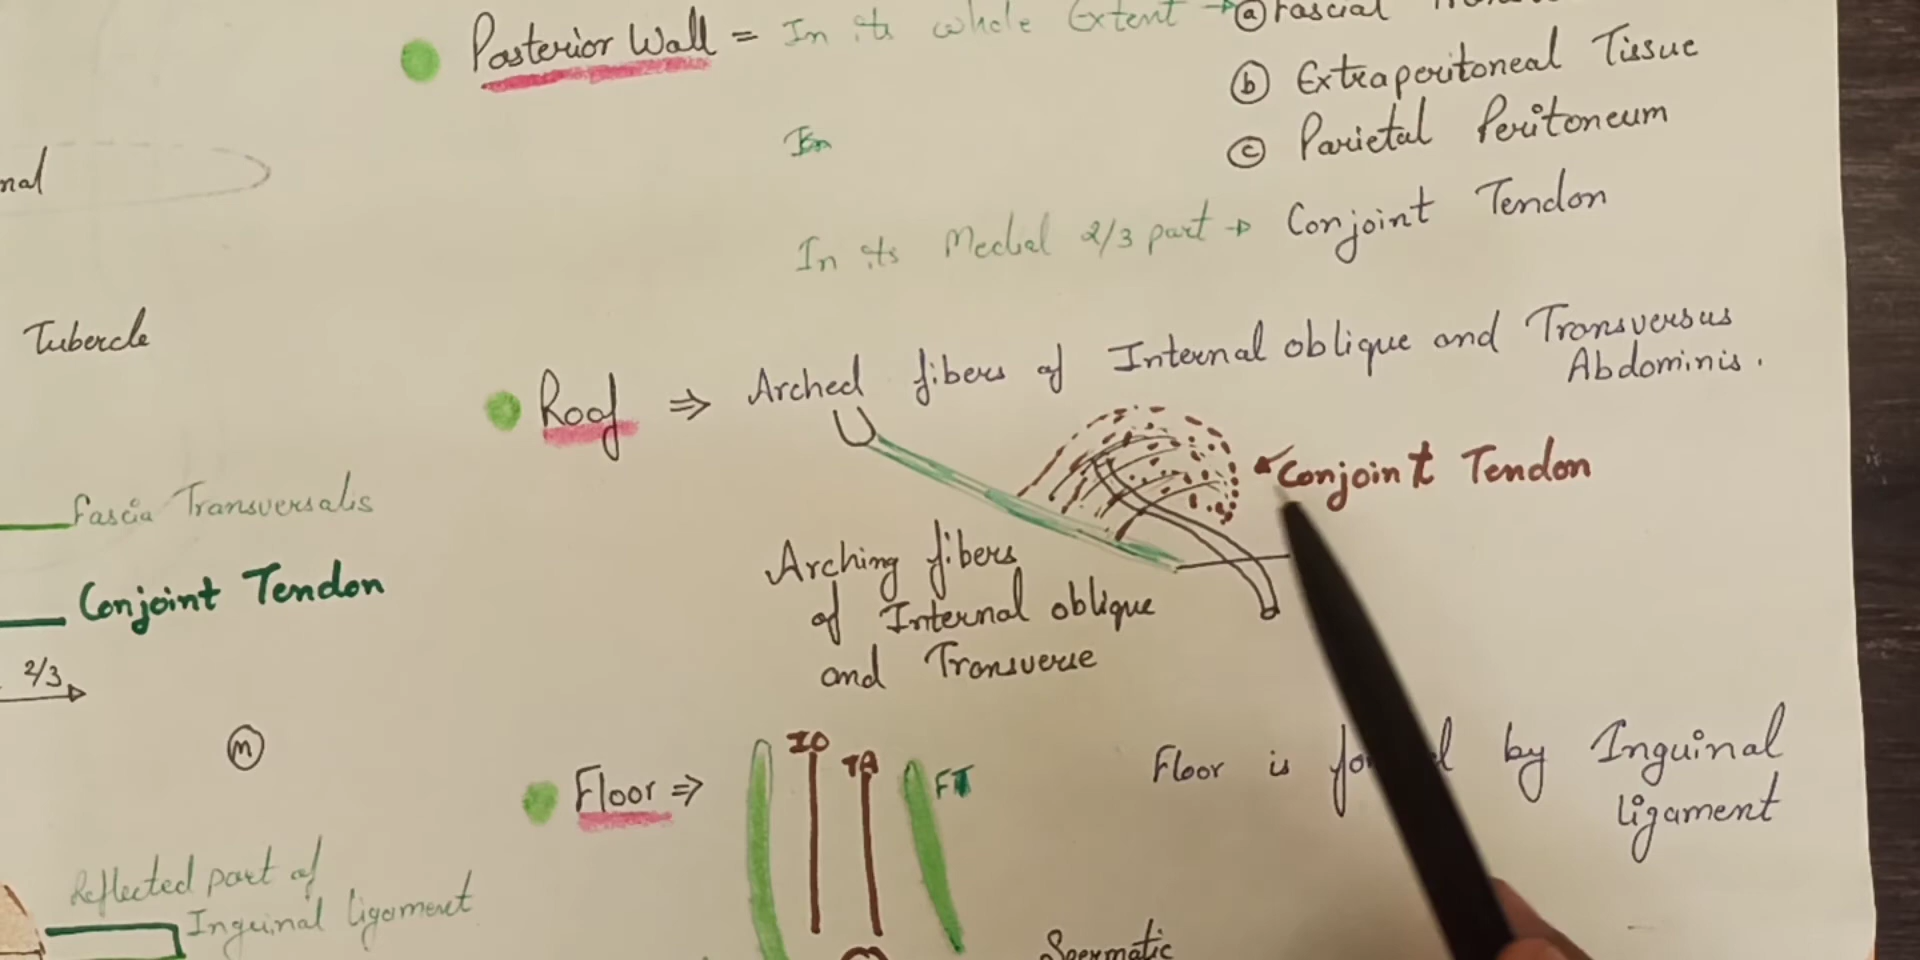 Posterior Wall = In its whole Extent → ⓐ Fascial
ⓑ Extraperitoneal Tissue
ⓒ Parietal Peritoneum
In its Medial 2/3 part → Conjoint Tendon
nal
Tubercle
Roof ⇒ Arched fibers of Internal oblique and Transversus
Abdominis.
Conjoint Tendon
fascia Transversalis
Conjoint Tendon
2/3
Ⓜ
Arching fibers
of Internal oblique
and Transverse
Floor ⇒
IO
TA
FT
Floor is by Inguinal
ligament
Reflected part of
Inguinal ligament
Spermatic